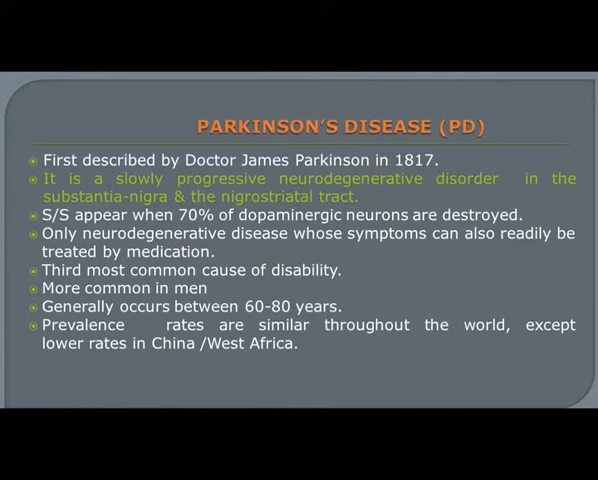 PARKINSON'S DISEASE (PD)
First described by Doctor James Parkinson in 1817.
It is a slowly progressive neurodegenerative disorder in the
substantia-nigra & the nigrostriatal tract.
S/S appear when 70% of dopaminergic neurons are destroyed.
Only neurodegenerative disease whose symptoms can also readily be
treated by medication.
Third most common cause of disability.
More common in men
Generally occurs between 60-80 years.
Prevalence rates are similar throughout the world, except
lower rates in China /West Africa.